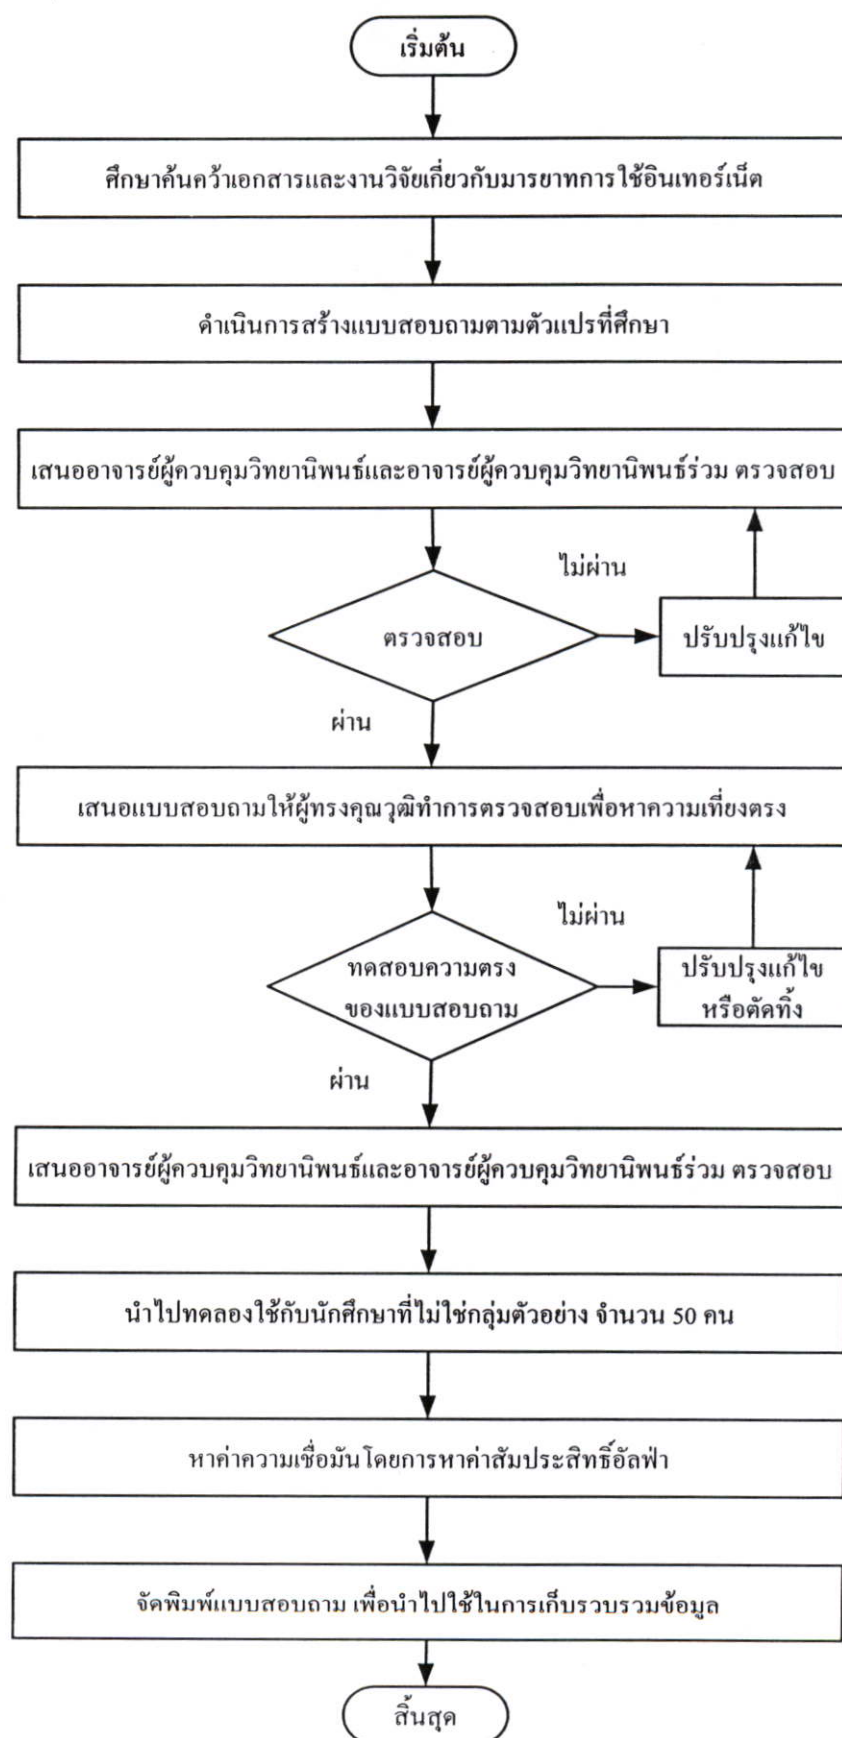 เริ่มต้น
ศึกษาค้นคว้าเอกสารและงานวิจัยเกี่ยวกับมารยาทการใช้อินเทอร์เน็ต
ดำเนินการสร้างแบบสอบถามตามตัวแปรที่ศึกษา
เสนออาจารย์ผู้ควบคุมวิทยานิพนธ์และอาจารย์ผู้ควบคุมวิทยานิพนธ์ร่วม ตรวจสอบ
ไม่ผ่าน
ตรวจสอบ
ปรับปรุงแก้ไข
ผ่าน
เสนอแบบสอบถามให้ผู้ทรงคุณวุฒิทำการตรวจสอบเพื่อหาความเที่ยงตรง
ไม่ผ่าน
ทดสอบความตรง
ของแบบสอบถาม
ปรับปรุงแก้ไข
หรือตัดทิ้ง
ผ่าน
เสนออาจารย์ผู้ควบคุมวิทยานิพนธ์และอาจารย์ผู้ควบคุมวิทยานิพนธ์ร่วม ตรวจสอบ
นำไปทดลองใช้กับนักศึกษาที่ไม่ใช่กลุ่มตัวอย่าง จำนวน 50 คน
หาค่าความเชื่อมันโดยการหาค่าสัมประสิทธิ์อัลฟ่า
จัดพิมพ์แบบสอบถาม เพื่อนำไปใช้ในการเก็บรวบรวมข้อมูล
สิ้นสุด